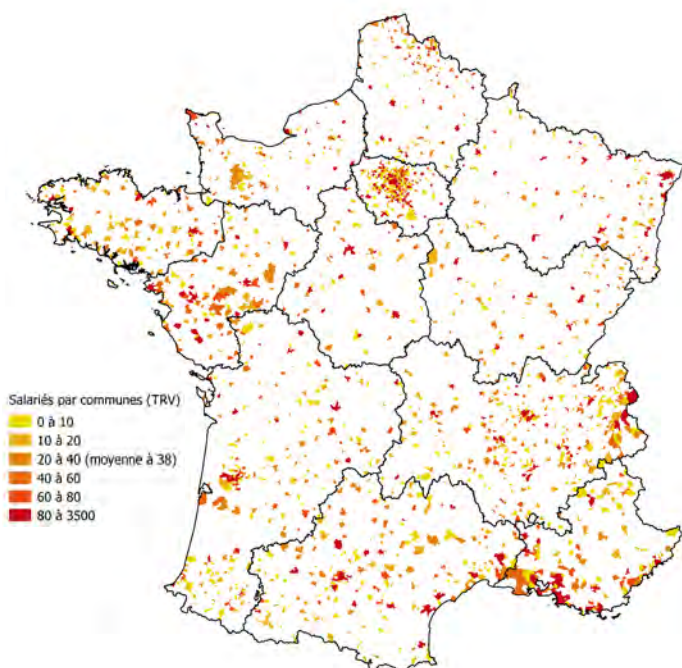 Salariés par communes (TRV)
0 à 10
10 à 20
20 à 40 (moyenne à 38)
40 à 60
60 à 80
80 à 3500